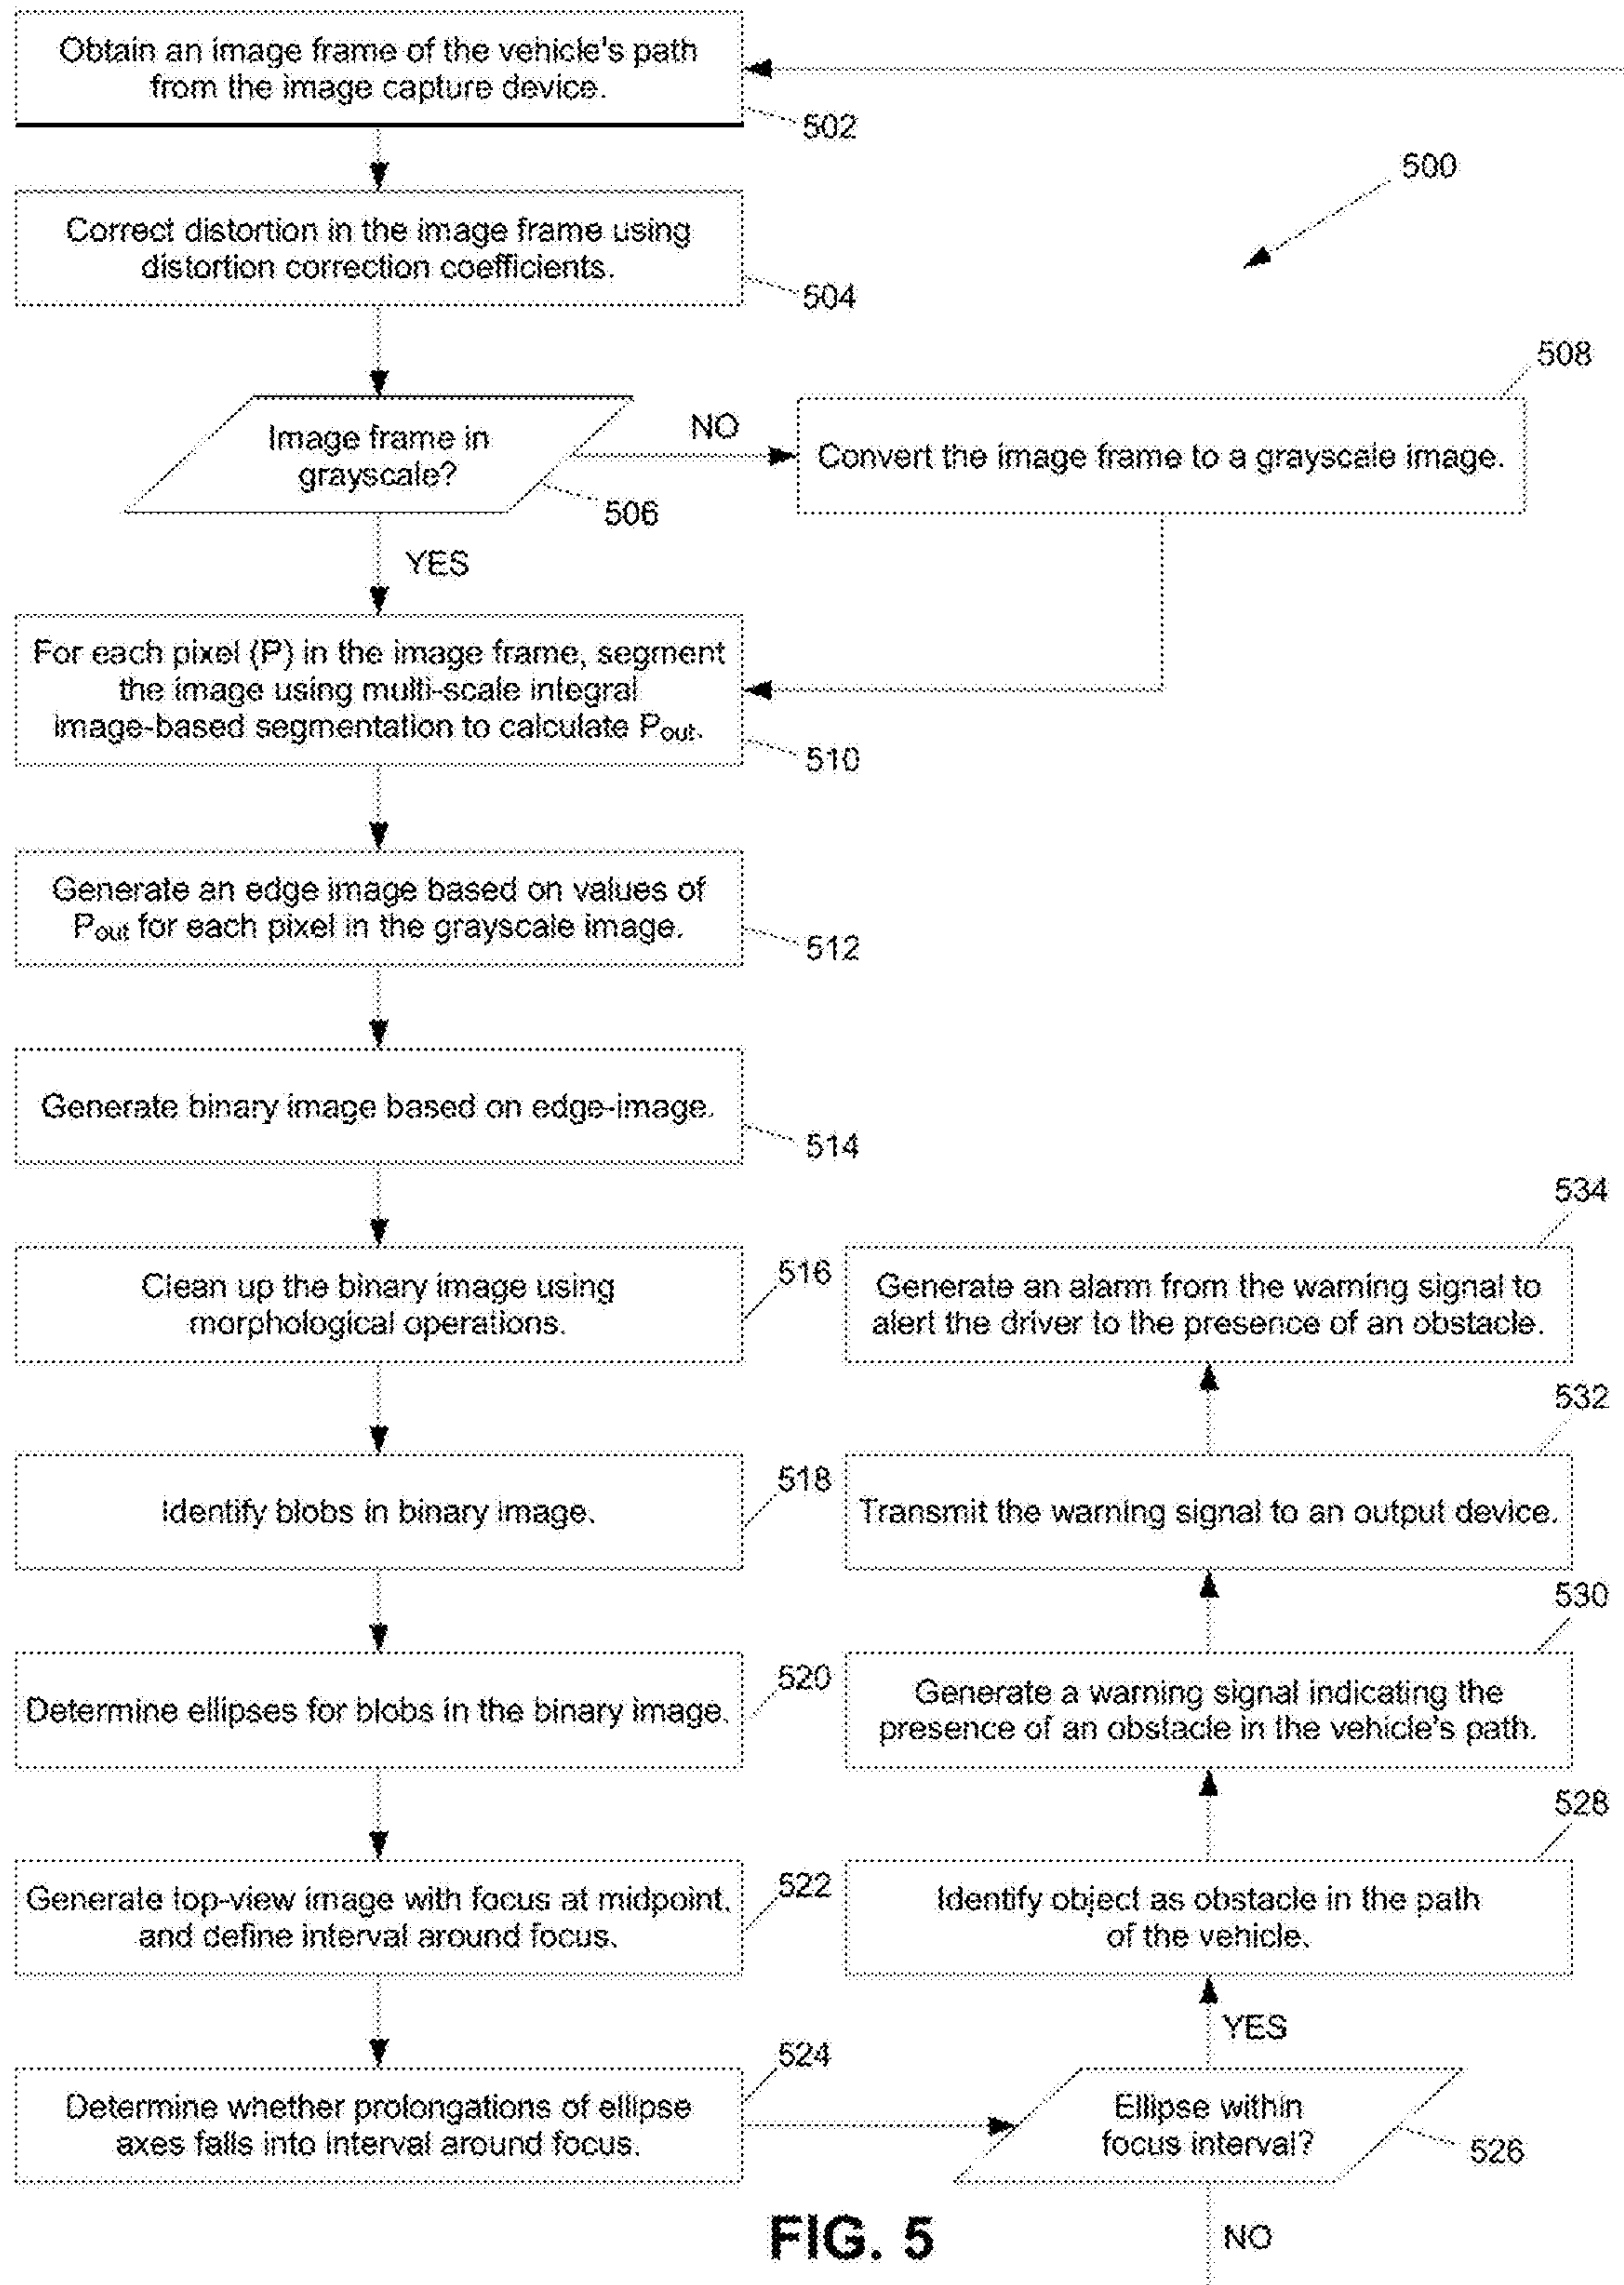 Obtain an image frame of the vehicle's path
from the image capture device.
502
500
Correct distortion in the image frame using
distortion correction coefficients.
504
508
Image frame in
grayscale?
506
NO
Convert the image frame to a grayscale image.
YES
For each pixel (P) in the image frame, segment
the image using multi-scale integral
image-based segmentation to calculate Pout.
510
Generate an edge image based on values of
Pout for each pixel in the grayscale image.
512
Generate binary image based on edge-image.
514
Clean up the binary image using
morphological operations.
516
Identify blobs in binary image.
518
Determine ellipses for blobs in the binary image.
520
Generate top-view image with focus at midpoint,
and define interval around focus.
522
Determine whether prolongations of ellipse
axes falls into interval around focus.
524
534
Generate an alarm from the warning signal to
alert the driver to the presence of an obstacle.
532
Transmit the warning signal to an output device.
530
Generate a warning signal indicating the
presence of an obstacle in the vehicle's path.
528
Identify object as obstacle in the path
of the vehicle.
YES
Ellipse within
focus interval?
526
NO
FIG. 5